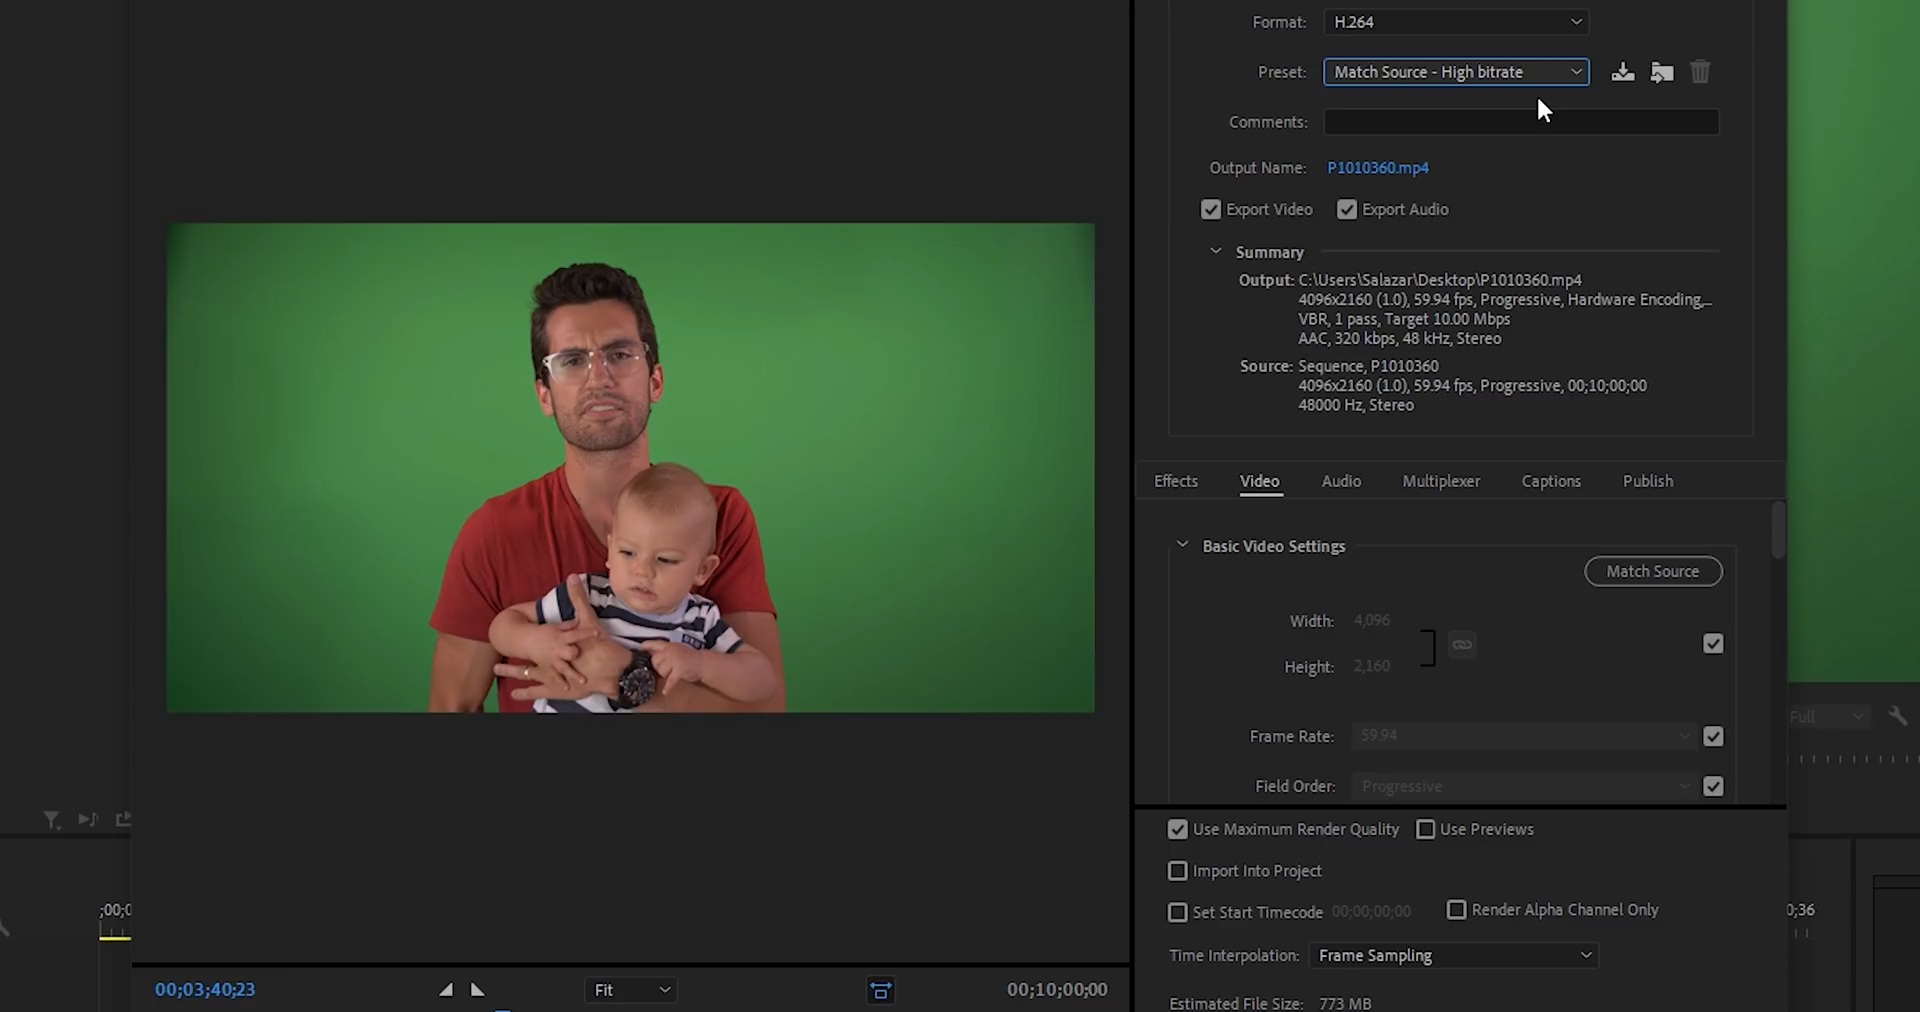 Format: H.264
Preset: Match Source - High bitrate
Comments:
Output Name: P1010360.mp4
Export Video Export Audio
Summary
Output: C:\Users\Salazar\Desktop\P1010360.mp4
4096x2160 (1.0), 59.94 fps, Progressive, Hardware Encoding,...
VBR, 1 pass, Target 10.00 Mbps
AAC, 320 kbps, 48 kHz, Stereo
Source: Sequence, P1010360
4096x2160 (1.0), 59.94 fps, Progressive, 00;10;00;00
48000 Hz, Stereo
Effects Video Audio Multiplexer Captions Publish
Basic Video Settings
Match Source
Width: 4,096
Height: 2,160
Full
Frame Rate: 59.94
Field Order: Progressive
Use Maximum Render Quality Use Previews
Import Into Project
;00;0
Set Start Timecode 00;00;00;00 Render Alpha Channel Only
0;36
Time Interpolation: Frame Sampling
00;03;40;23 Fit 00;10;00;00
Estimated File Size: 773 MB